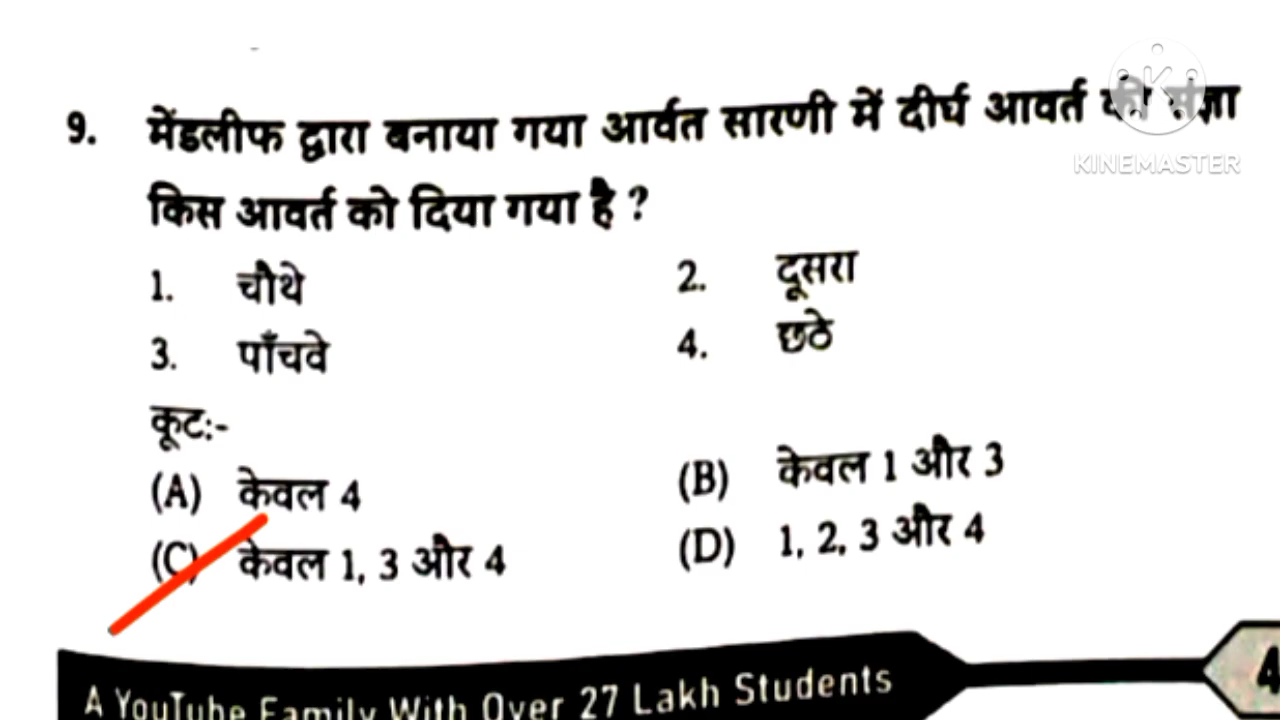 KINEMASTER
9. मेंडलीफ द्वारा बनाया गया आर्वत सारणी में दीर्घ आवर्त की संज्ञा
किस आवर्त को दिया गया है ?
1. चौथे 2. दूसरा
3. पाँचवे 4. छठे
कूटः-
(A) केवल 4 (B) केवल 1 और 3
(C) केवल 1, 3 और 4 (D) 1, 2, 3 और 4
A YouTube Family With Over 27 Lakh Students
4